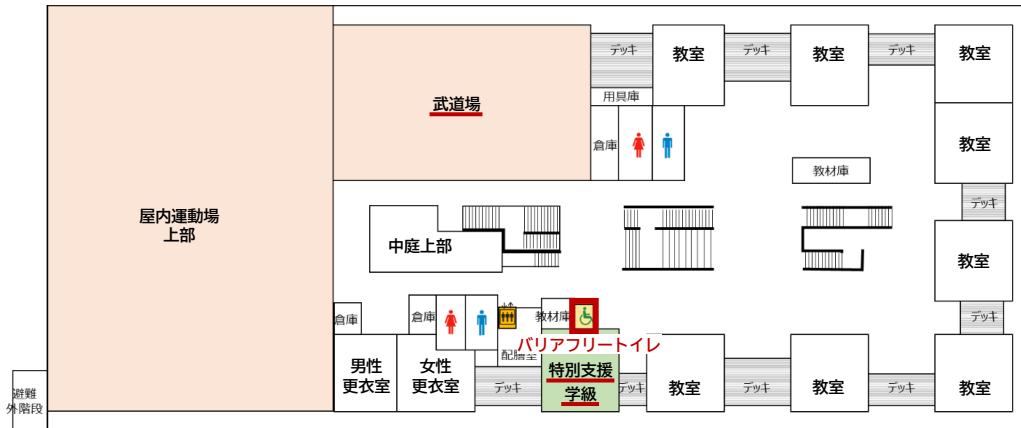 デッキ
教室
デッキ
教室
デッキ
教室
用具庫
武道場
倉庫
教室
教材庫
屋内運動場
上部
デッキ
中庭上部
教室
倉庫
倉庫
教材庫
デッキ
バリアフリートイレ
配膳室
男性
更衣室
女性
更衣室
デッキ
特別支援
学級
デッキ
教室
デッキ
教室
デッキ
教室
避難
外階段